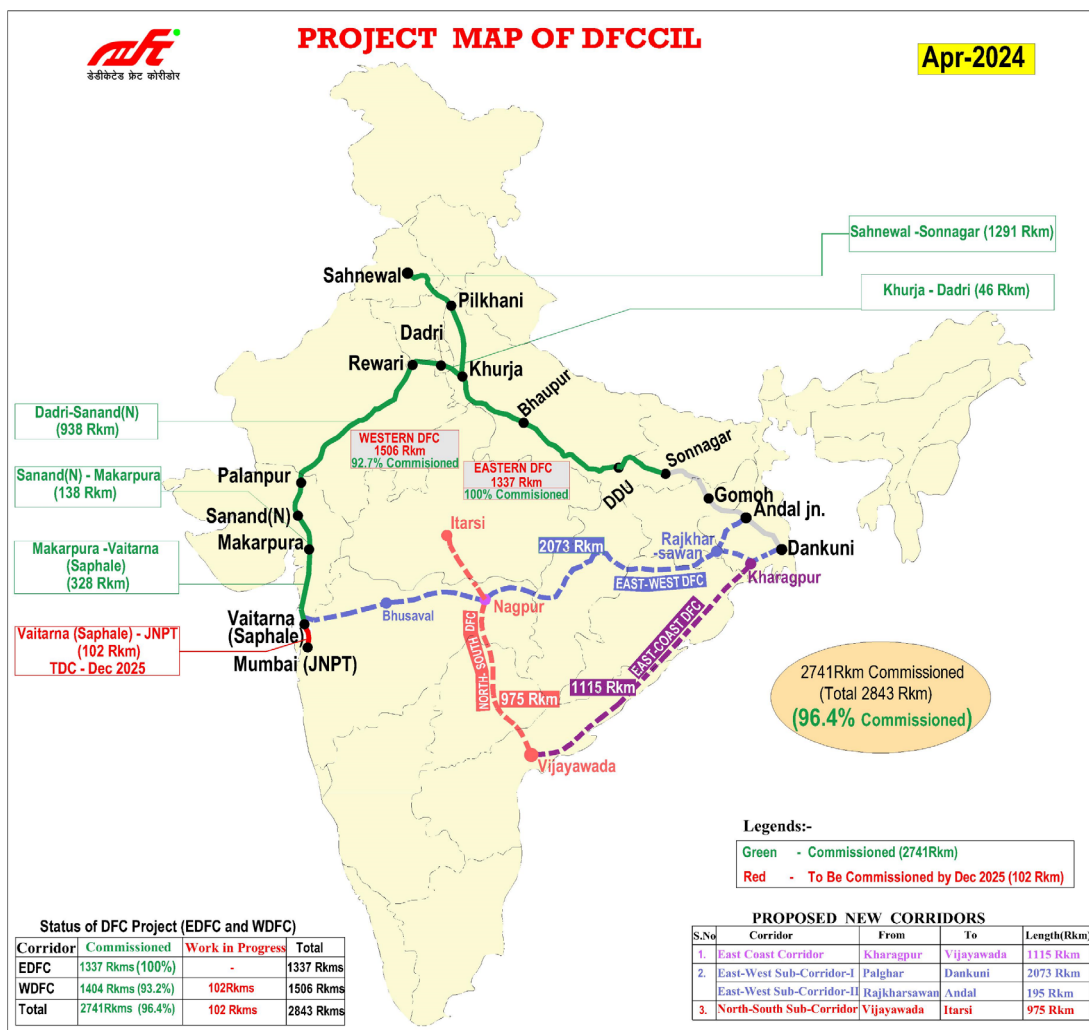 PROJECT MAP OF DFCCIL
डेडीकेटेड फ्रेट कोरीडोर
Apr-2024
Sahnewal -Sonnagar (1291 Rkm)
Sahnewal
Khurja - Dadri (46 Rkm)
Pilkhani
Dadri
Rewari
Khurja
Bhaupur
Dadri-Sanand(N)
(938 Rkm)
WESTERN DFC
1506 Rkm
92.7% Commisioned
EASTERN DFC
1337 Rkm
100% Commisioned
Sonnagar
Sanand(N) - Makarpura
(138 Rkm)
Palanpur
DDU
Gomoh
Sanand(N)
Andal jn.
Itarsi
Makarpura
2073 Rkm
Rajkhar
-sawan
Dankuni
Makarpura -Vaitarna
(Saphale)
(328 Rkm)
EAST-WEST DFC
Kharagpur
Bhusaval
Nagpur
Vaitarna
(Saphale)
Vaitarna (Saphale) - JNPT
(102 Rkm)
TDC - Dec 2025
Mumbai (JNPT)
NORTH- SOUTH DFC
EAST-COAST DFC
975 Rkm
1115 Rkm
2741Rkm Commissioned
(Total 2843 Rkm)
(96.4% Commissioned)
Vijayawada
Legends:-
Green - Commissioned (2741Rkm)
Red - To Be Commissioned by Dec 2025 (102 Rkm)
Status of DFC Project (EDFC and WDFC)
Corridor Commissioned Work in Progress Total
EDFC 1337 Rkms (100%) - 1337 Rkms
WDFC 1404 Rkms (93.2%) 102Rkms 1506 Rkms
Total 2741Rkms (96.4%) 102 Rkms 2843 Rkms
PROPOSED NEW CORRIDORS
S.No Corridor From To Length(Rkm)
1. East Coast Corridor Kharagpur Vijayawada 1115 Rkm
2. East-West Sub-Corridor-I Palghar Dankuni 2073 Rkm
East-West Sub-Corridor-II Rajkharsawan Andal 195 Rkm
3. North-South Sub-Corridor Vijayawada Itarsi 975 Rkm